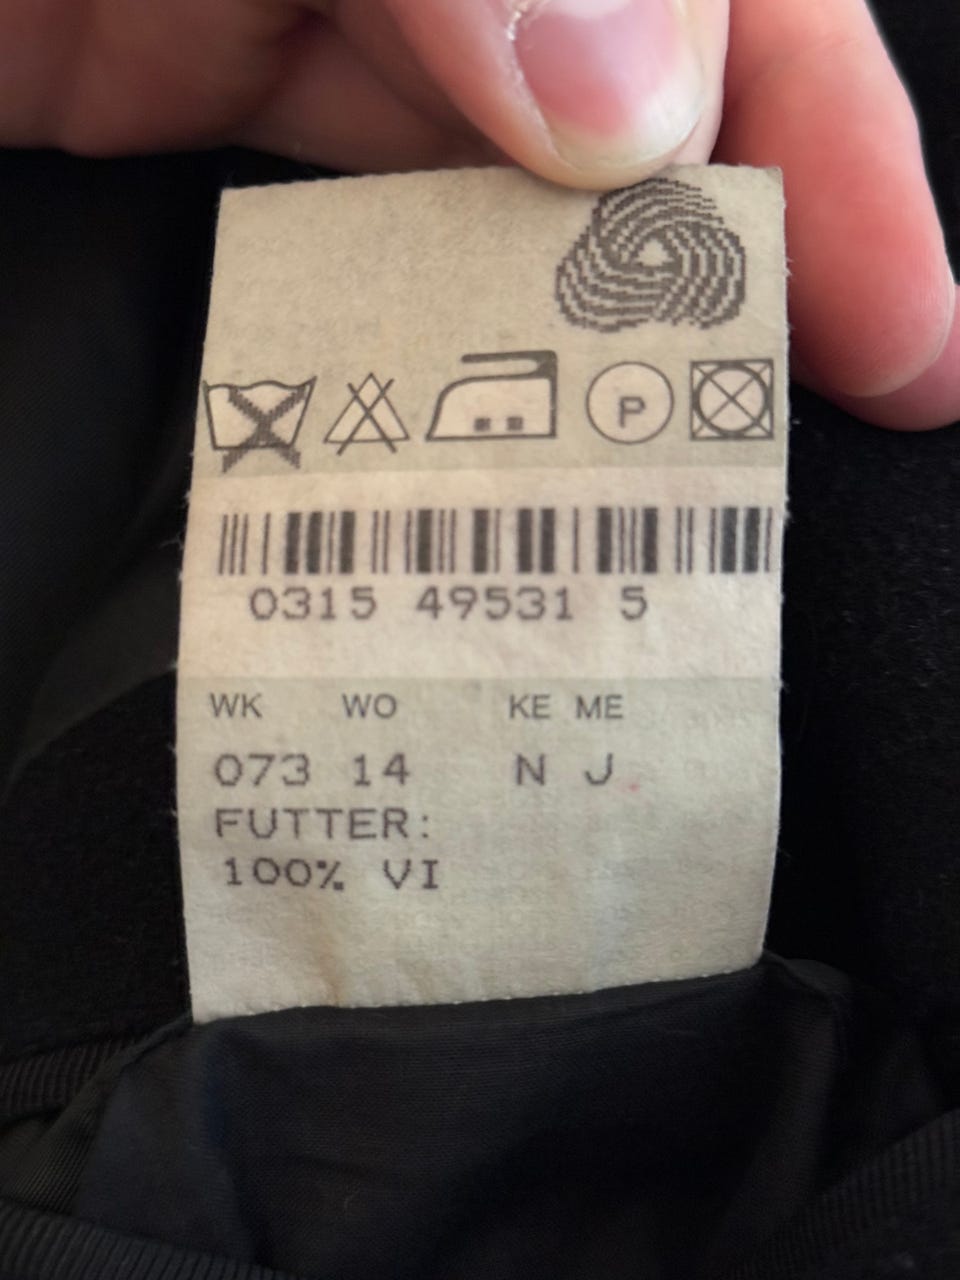 P
0315 49531 5
WK WO KE ME
073 14 N J
FUTTER:
100% VI